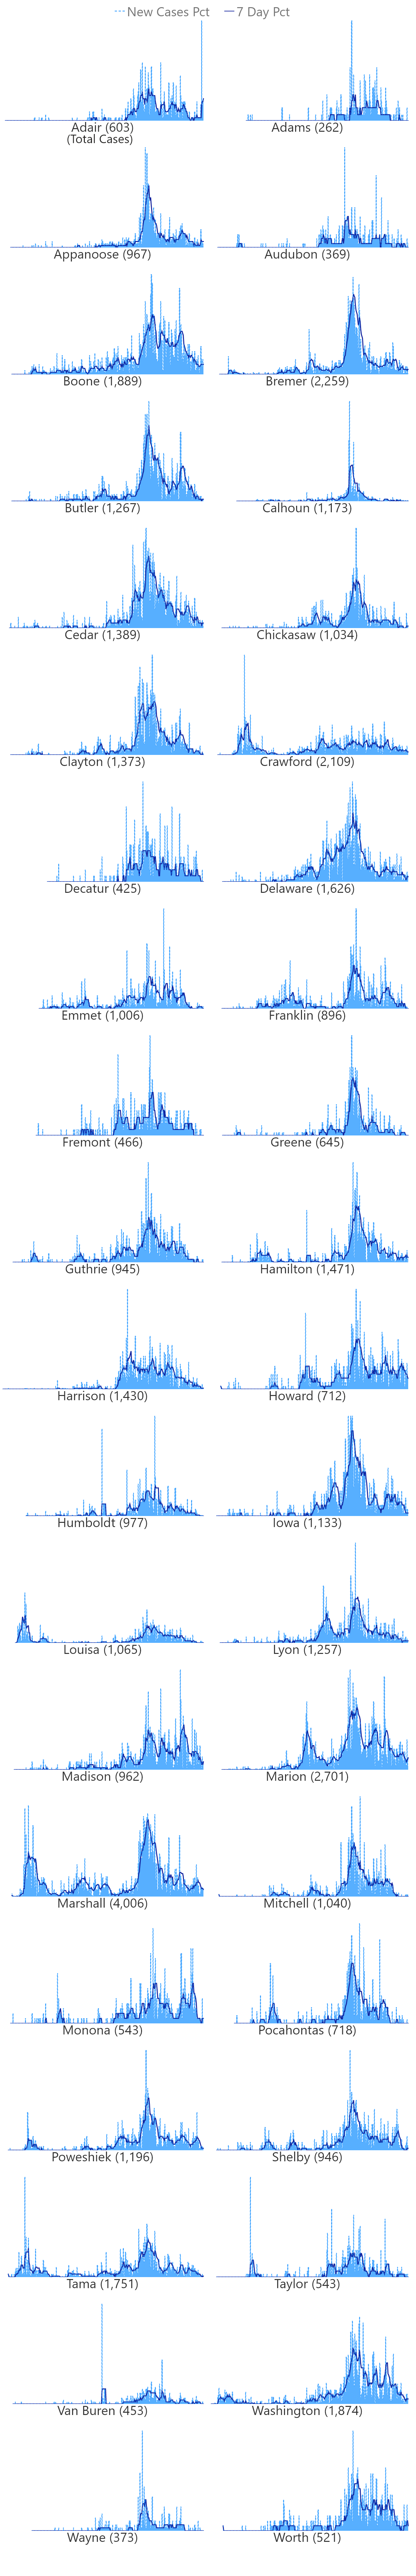 New Cases Pct 7 Day Pct
Adair (603) Adams (262)
(Total Cases)
Appanoose (967) Audubon (369)
Boone (1,889) Bremer (2,259)
Butler (1,267) Calhoun (1,173)
Cedar (1,389) Chickasaw (1,034)
Clayton (1,373) Crawford (2,109)
Decatur (425) Delaware (1,626)
Emmet (1,006) Franklin (896)
Fremont (466) Greene (645)
Guthrie (945) Hamilton (1,471)
Harrison (1,430) Howard (712)
Humboldt (977) Iowa (1,133)
Louisa (1,065) Lyon (1,257)
Madison (962) Marion (2,701)
Marshall (4,006) Mitchell (1,040)
Monona (543) Pocahontas (718)
Poweshiek (1,196) Shelby (946)
Tama (1,751) Taylor (543)
Van Buren (453) Washington (1,874)
Wayne (373) Worth (521)